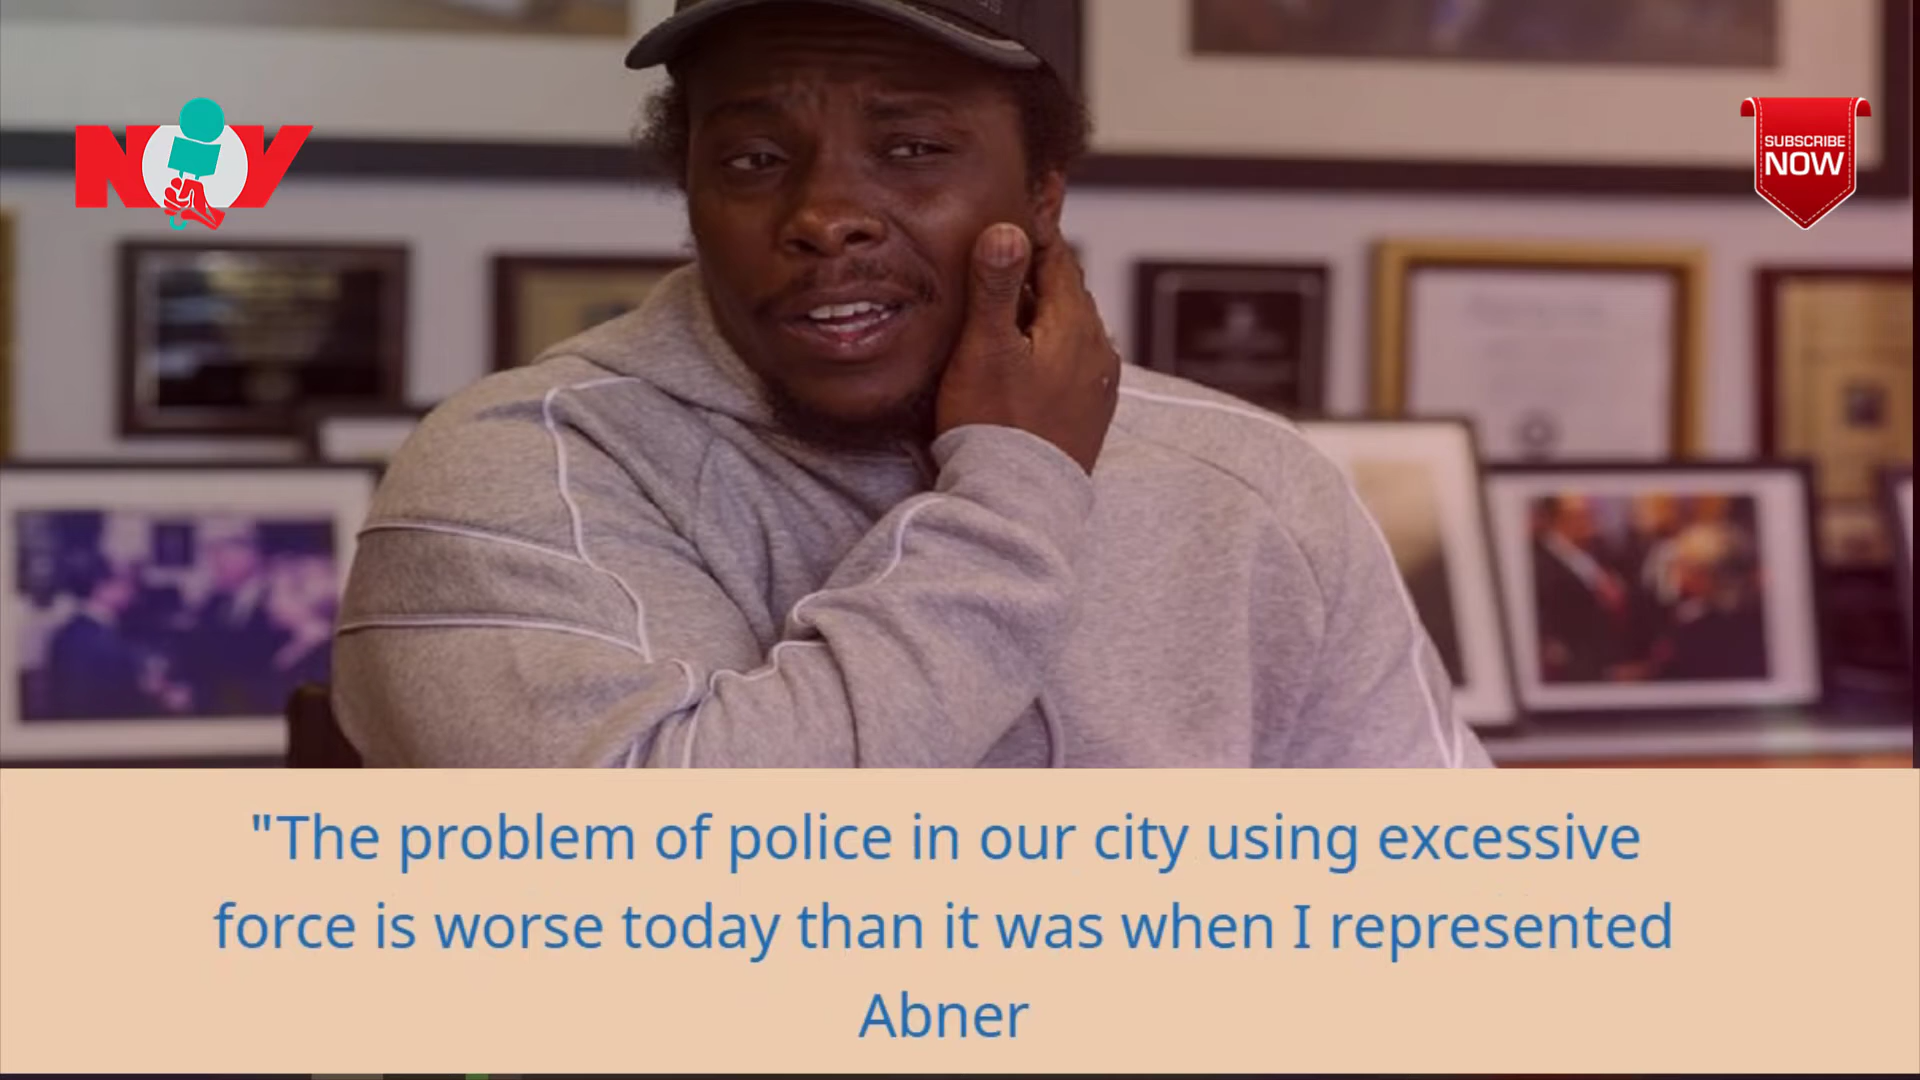 NOV
SUBSCRIBE
NOW
"The problem of police in our city using excessive
force is worse today than it was when I represented
Abner